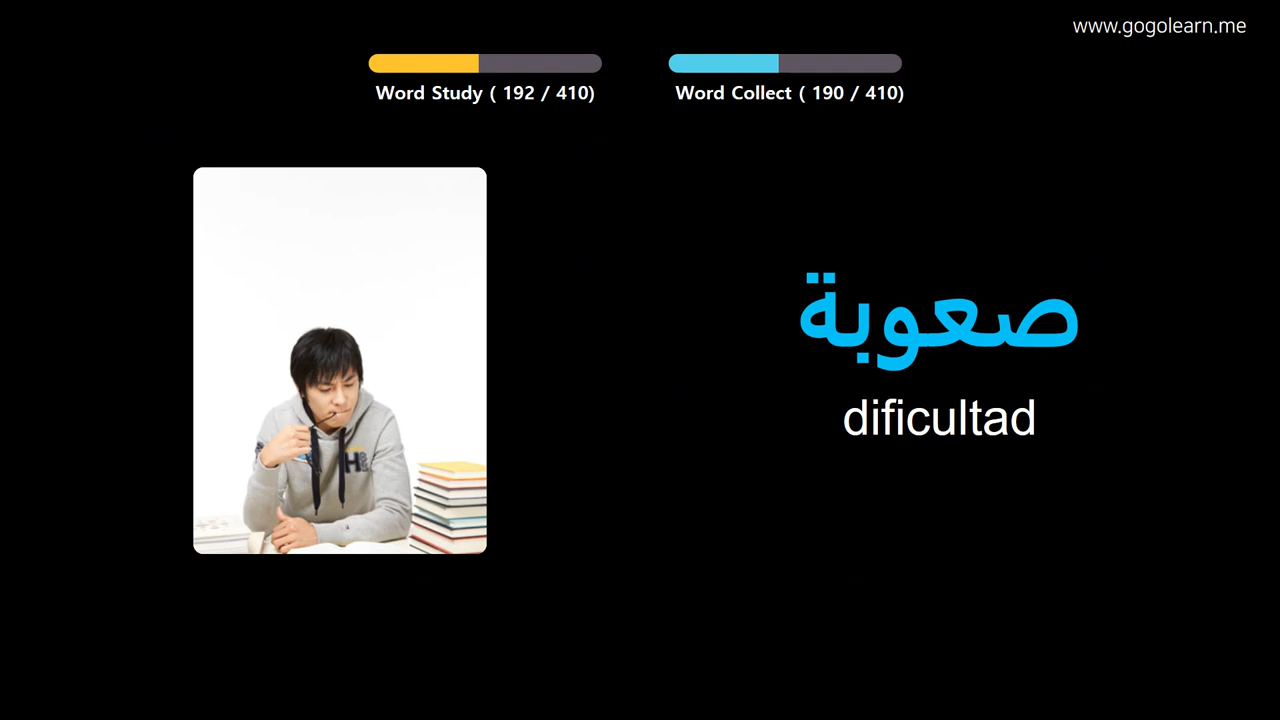 www.gogolearn.me
Word Study ( 192 / 410)
Word Collect ( 190 / 410)
صعوبة
dificultad